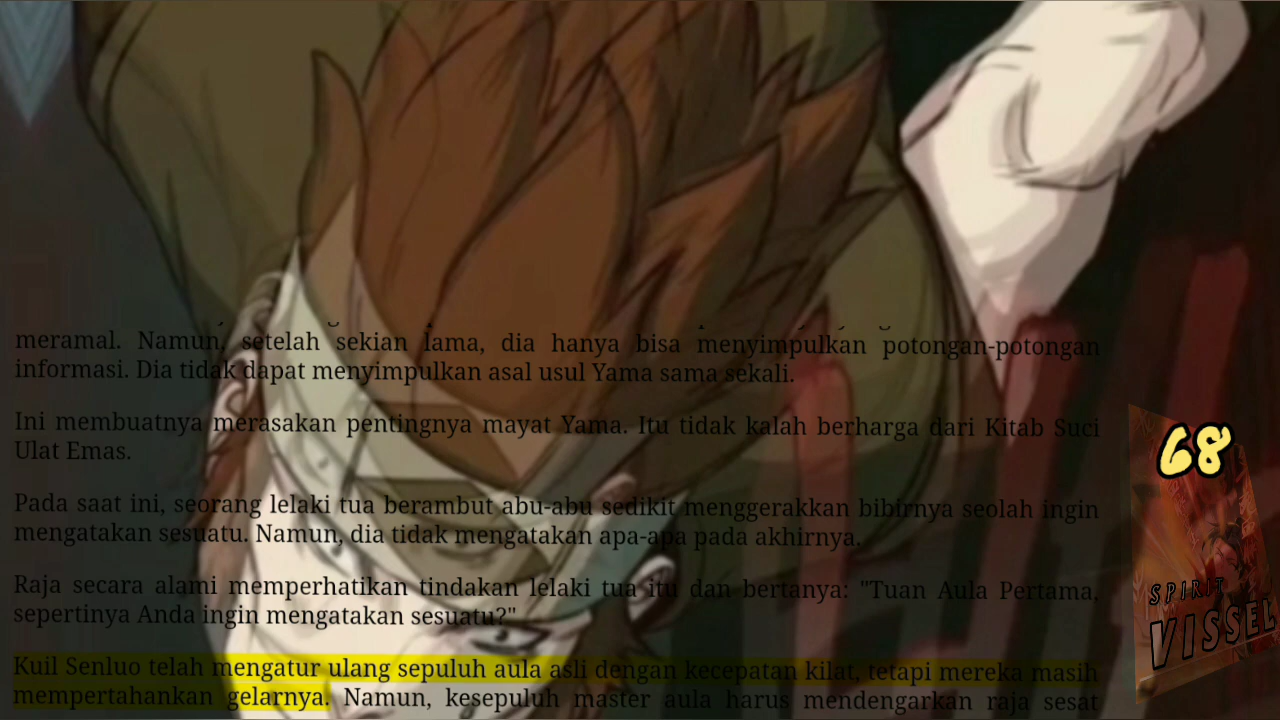 meramal. Namun, setelah sekian lama, dia hanya bisa menyimpulkan potongan-potongan
informasi. Dia tidak dapat menyimpulkan asal usul Yama sama sekali.
Ini membuatnya merasakan pentingnya mayat Yama. Itu tidak kalah berharga dari Kitab Suci
Ulat Emas.
Pada saat ini, seorang lelaki tua berambut abu-abu sedikit menggerakkan bibirnya seolah ingin
mengatakan sesuatu. Namun, dia tidak mengatakan apa-apa pada akhirnya.
Raja secara alami memperhatikan tindakan lelaki tua itu dan bertanya: "Tuan Aula Pertama,
sepertinya Anda ingin mengatakan sesuatu?"
Kuil Senluo telah mengatur ulang sepuluh aula asli dengan kecepatan kilat, tetapi mereka masih
mempertahankan gelarnya. Namun, kesepuluh master aula harus mendengarkan raja sesat
68
SPIRIT
VISSEL